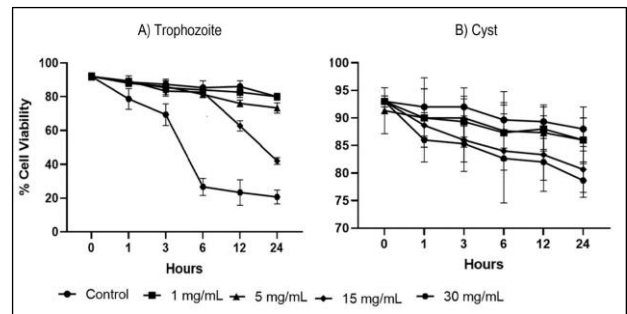 A) Trophozoite
B) Cyst
% Cell Viability
100
80
60
40
20
0
0 1 3 6 12 24
Hours
100
95
90
85
80
75
70
0 1 3 6 12 24
Hours
Control 1 mg/mL 5 mg/mL 15 mg/mL 30 mg/mL